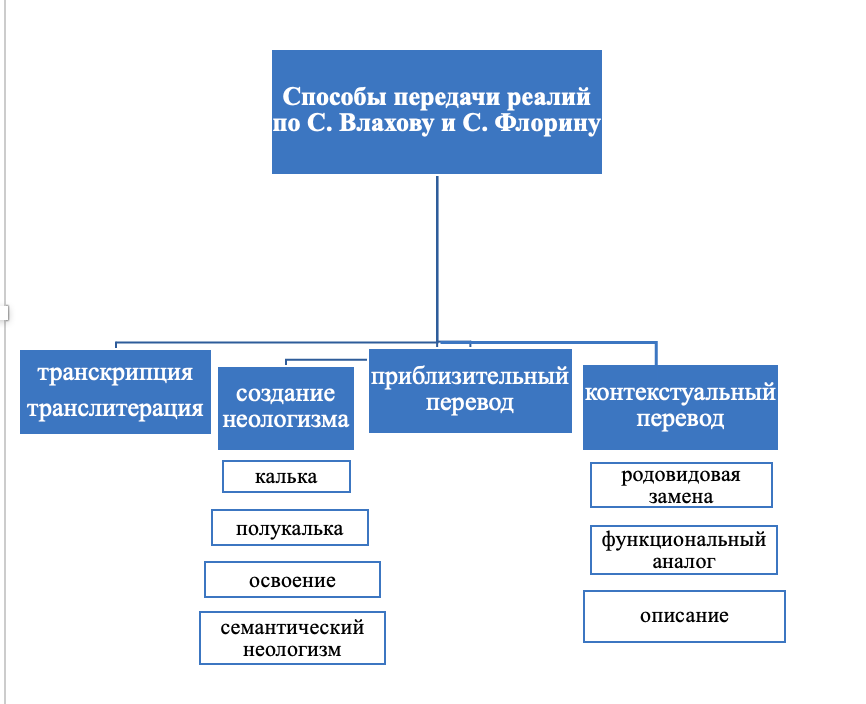 Способы передачи реалий
по С. Влахову и С. Флорину
транскрипция
транслитерация
создание
неологизма
калька
полукалька
освоение
семантический
неологизм
приблизительный
перевод
контекстуальный
перевод
родовидовая
замена
функциональный
аналог
описание